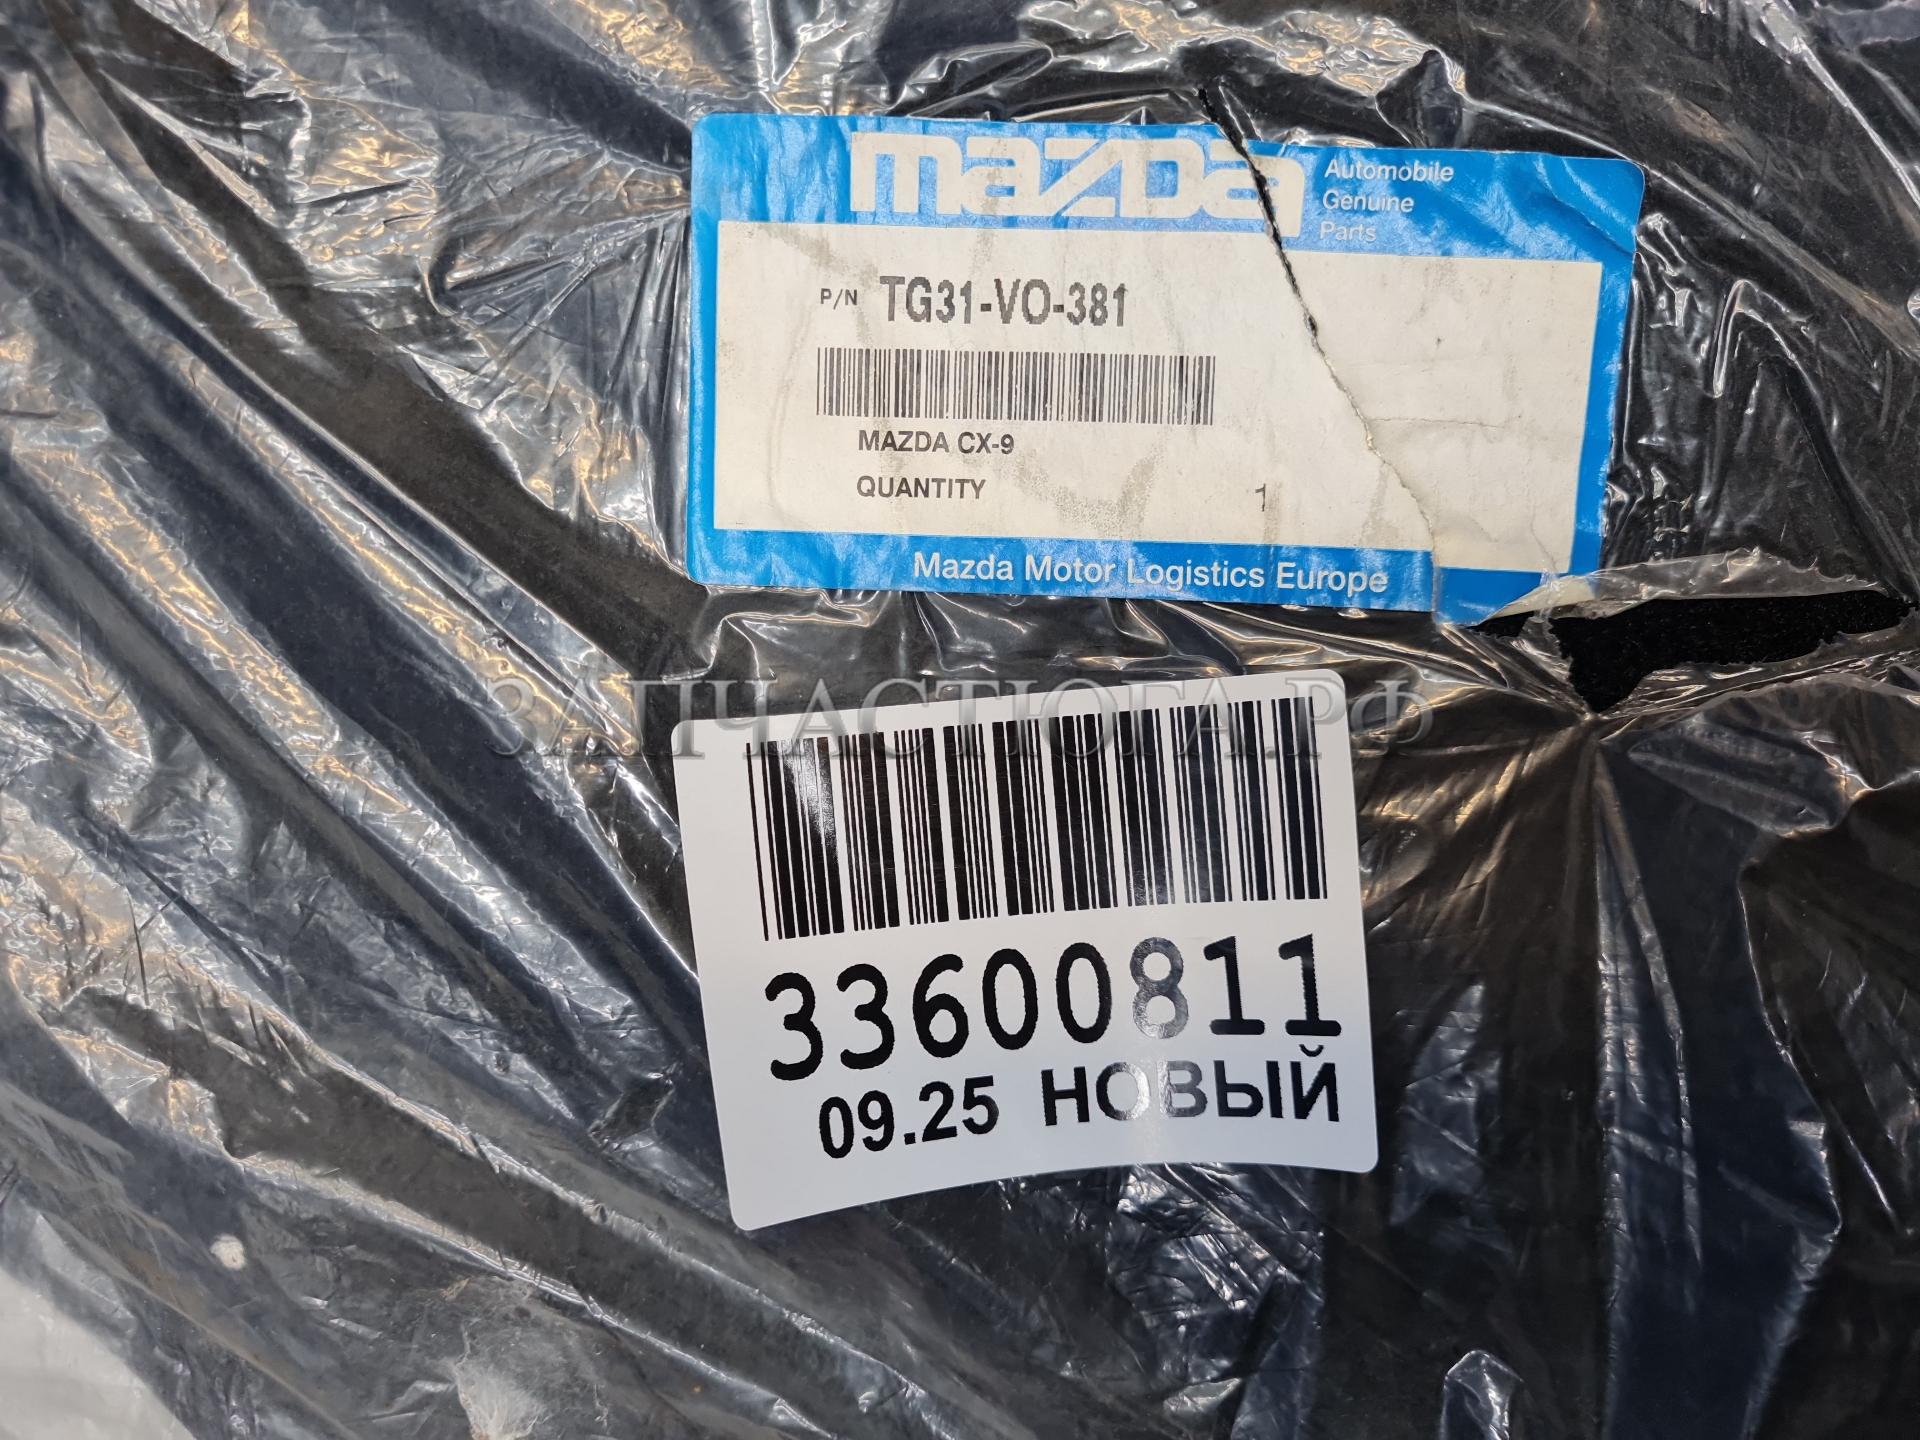 mazda
Automobile
Genuine
Parts
P/N TG31-VO-381
MAZDA CX-9
QUANTITY 1
Mazda Motor Logistics Europe
ЗАПЧАСТЮГА.РФ
33600811
09.25 НОВЫЙ